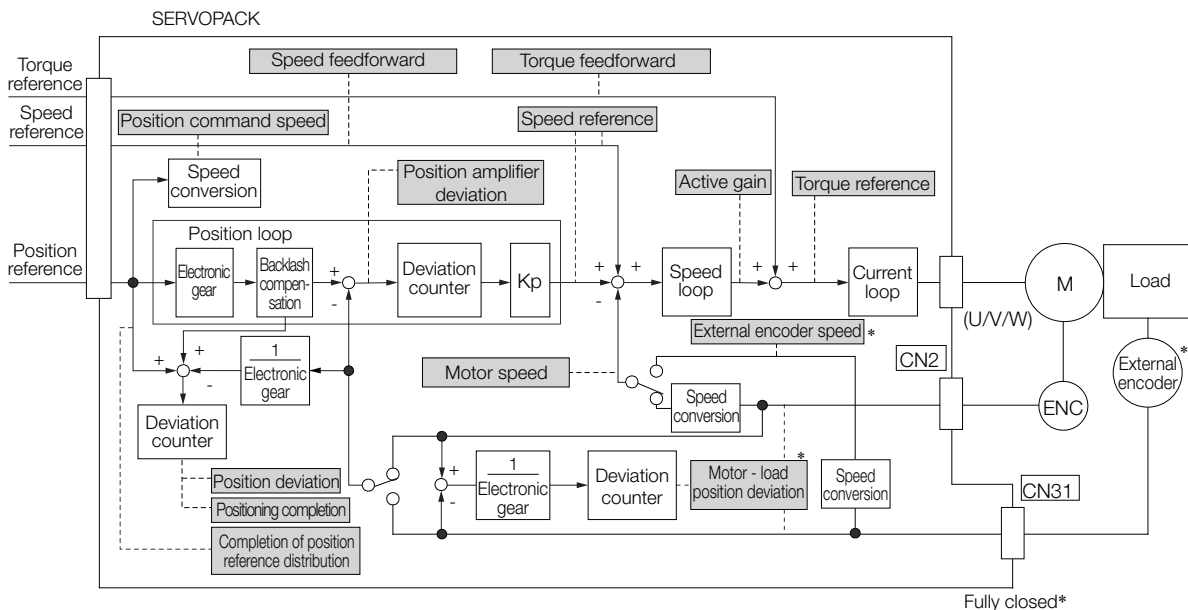 SERVOPACK
Torque
reference
Speed feedforward
Torque feedforward
Speed
reference
Position command speed
Speed reference
Speed
conversion
Position amplifier
deviation
Active gain
Torque reference
Position
reference
Position loop
Electronic
gear
Backlash
compen-
sation
+
-
Deviation
counter
Kp
+
+
-
Speed
loop
+
+
Current
loop
(U/V/W)
M
Load
External encoder speed *
+
+
-
1
Electronic
gear
Motor speed
Speed
conversion
CN2
ENC
External
encoder
*
Deviation
counter
Position deviation
Positioning completion
Completion of position
reference distribution
+
-
1
Electronic
gear
Deviation
counter
*
Motor - load
position deviation
Speed
conversion
CN31
Fully closed*